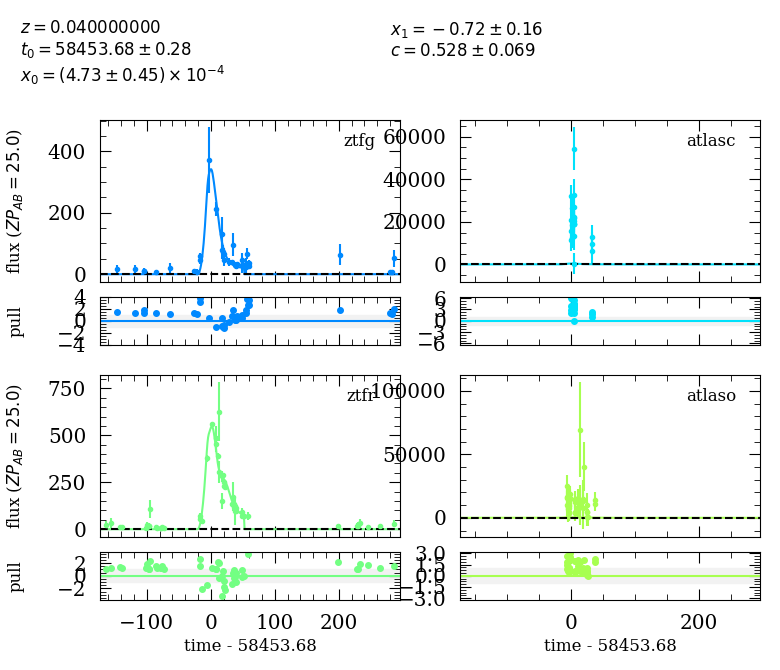 z = 0.040000000
t0 = 58453.68 ± 0.28
x0 = (4.73 ± 0.45) × 10^−4
x1 = −0.72 ± 0.16
c = 0.528 ± 0.069
flux (ZP_AB = 25.0)
400
200
0
ztfg
60000
40000
20000
0
atlasc
pull
4
2
0
−2
−4
6
3
0
−3
−6
flux (ZP_AB = 25.0)
750
500
250
0
ztfr
100000
50000
0
atlaso
pull
2
0
−2
3.0
1.5
0.0
−1.5
−3.0
−100 0 100 200
0 200
time - 58453.68
time - 58453.68